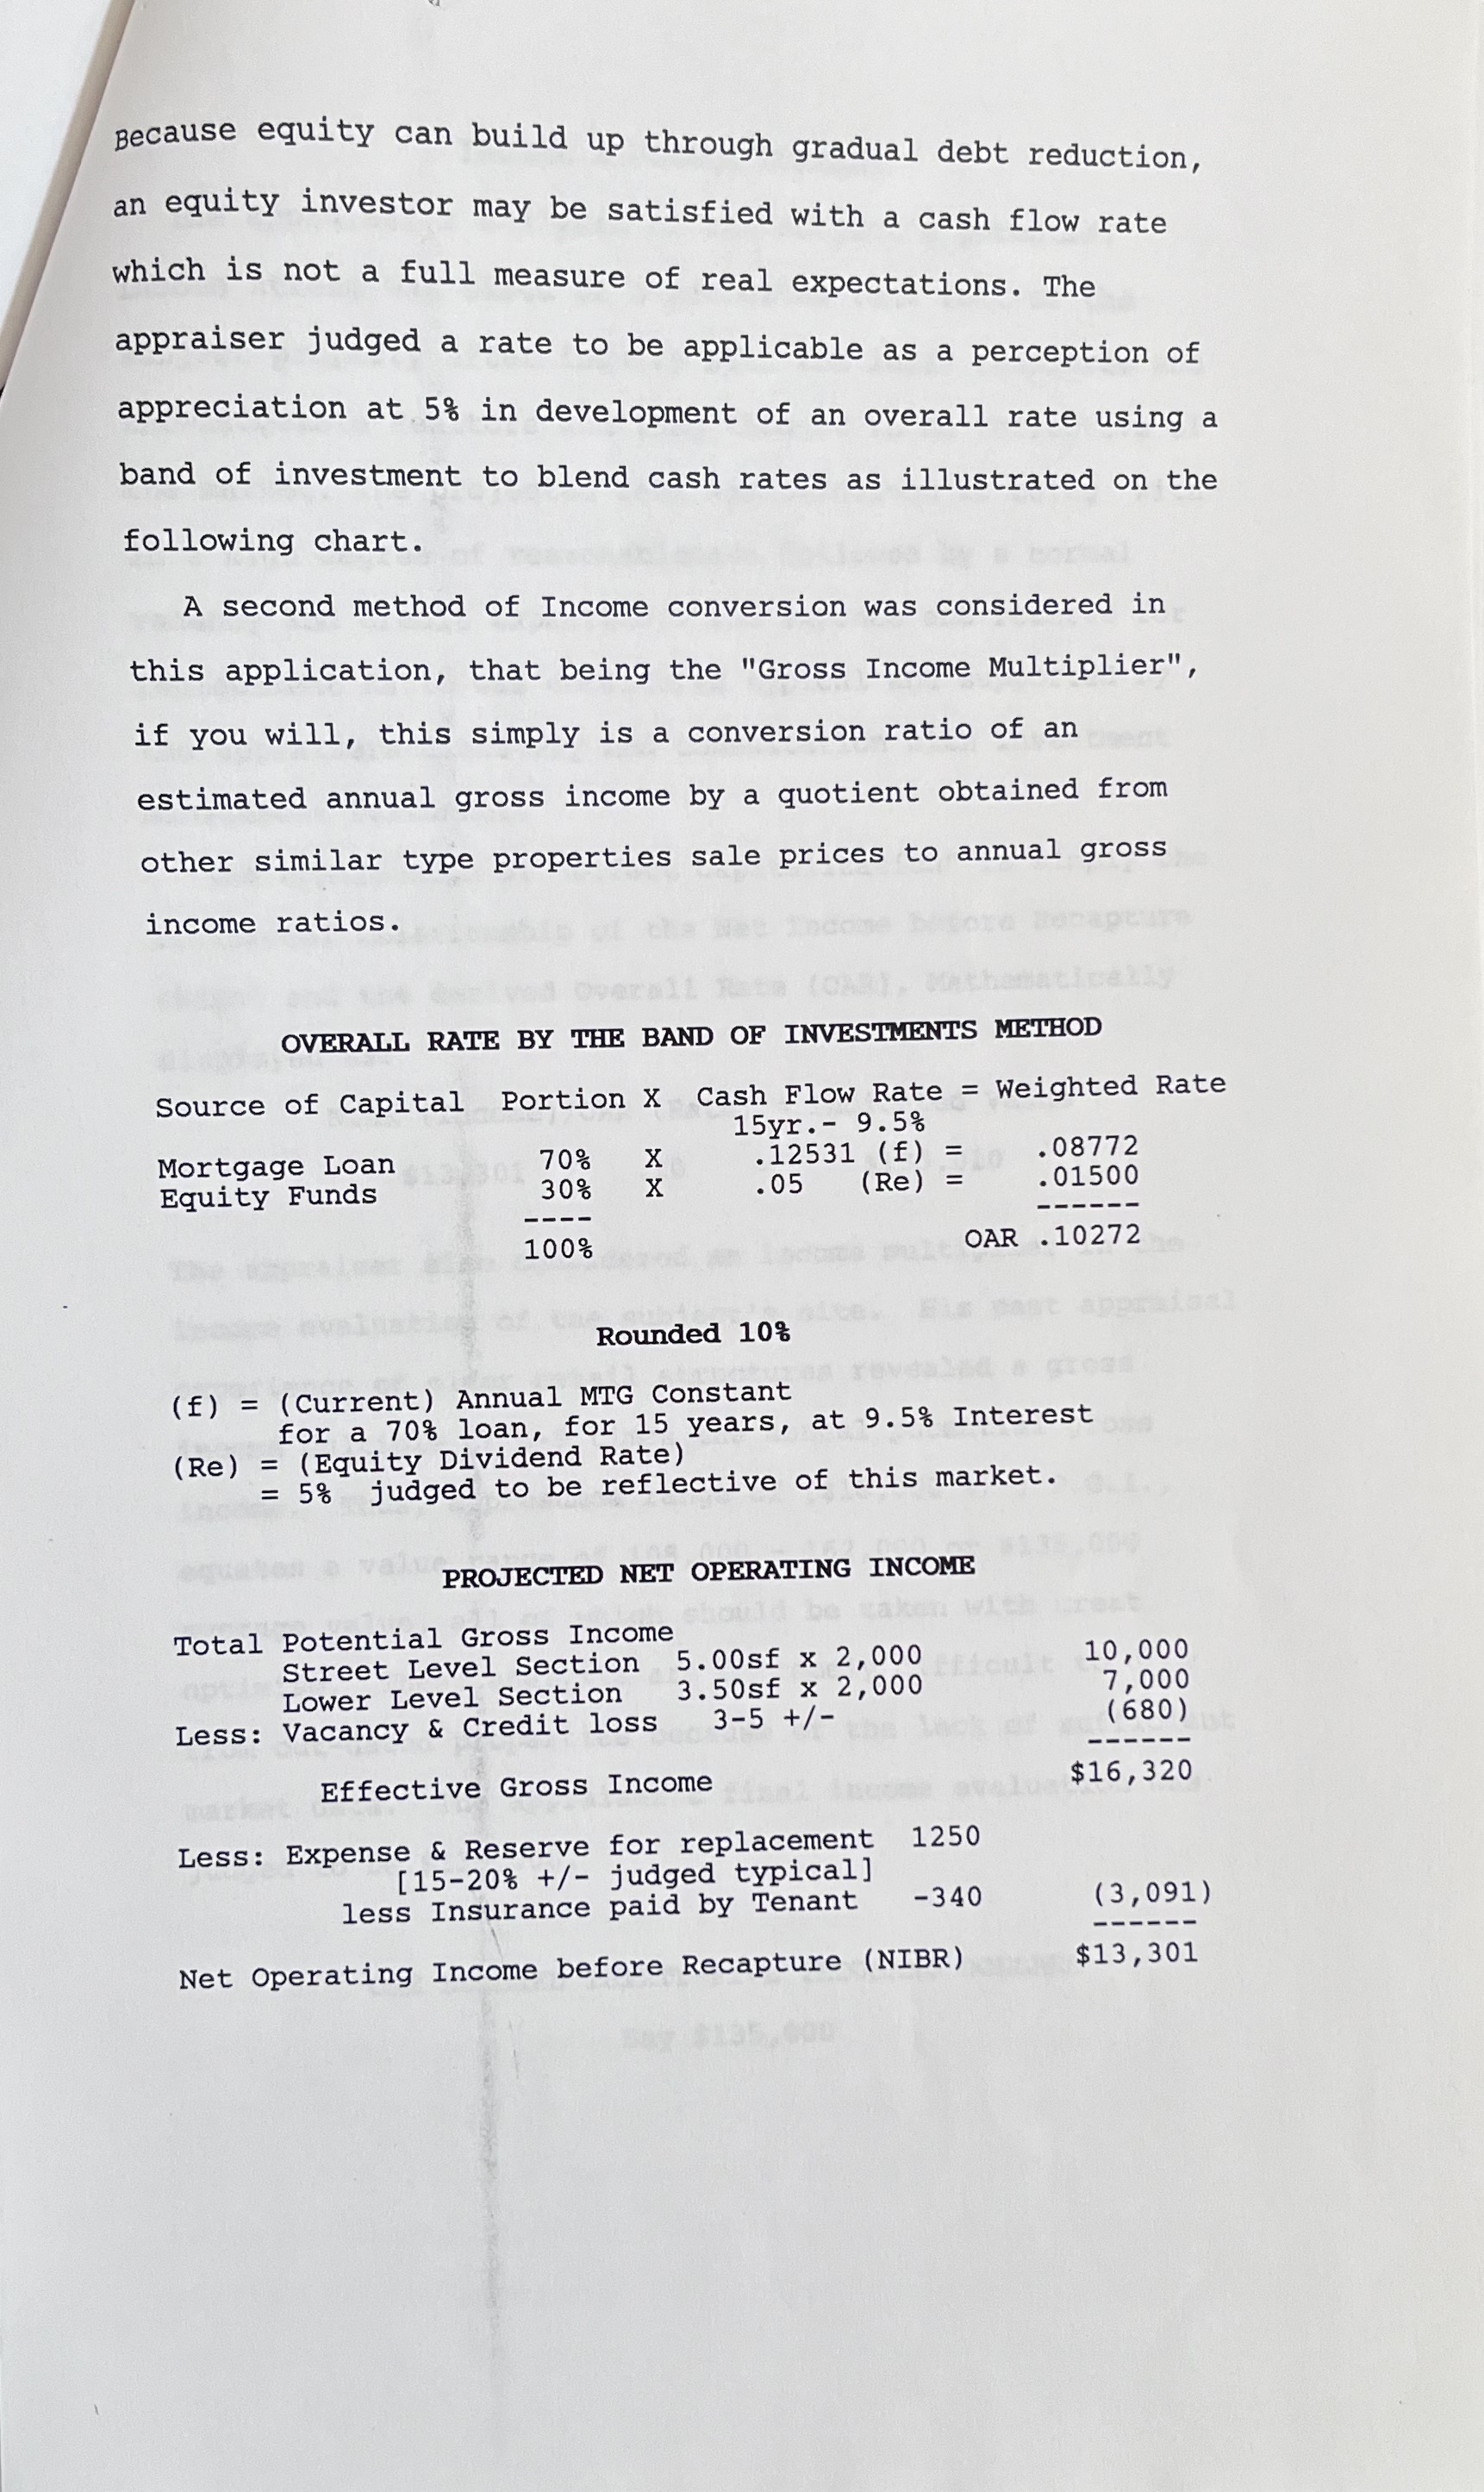 Because equity can build up through gradual debt reduction,
an equity investor may be satisfied with a cash flow rate
which is not a full measure of real expectations. The
appraiser judged a rate to be applicable as a perception of
appreciation at 5% in development of an overall rate using a
band of investment to blend cash rates as illustrated on the
following chart.
A second method of Income conversion was considered in
this application, that being the "Gross Income Multiplier",
if you will, this simply is a conversion ratio of an
estimated annual gross income by a quotient obtained from
other similar type properties sale prices to annual gross
income ratios.
OVERALL RATE BY THE BAND OF INVESTMENTS METHOD
Source of Capital Portion X Cash Flow Rate = Weighted Rate
15yr.- 9.5%
Mortgage Loan 70% X .12531 (f) = .08772
Equity Funds 30% X .05 (Re) = .01500
---- ------
100% OAR .10272
Rounded 10%
(f) = (Current) Annual MTG Constant
for a 70% loan, for 15 years, at 9.5% Interest
(Re) = (Equity Dividend Rate)
= 5% judged to be reflective of this market.
PROJECTED NET OPERATING INCOME
Total Potential Gross Income
Street Level Section 5.00sf x 2,000 10,000
Lower Level Section 3.50sf x 2,000 7,000
Less: Vacancy & Credit loss 3-5 +/- (680)
------
Effective Gross Income $16,320
Less: Expense & Reserve for replacement 1250
[15-20% +/- judged typical]
less Insurance paid by Tenant -340 (3,091)
------
Net Operating Income before Recapture (NIBR) $13,301